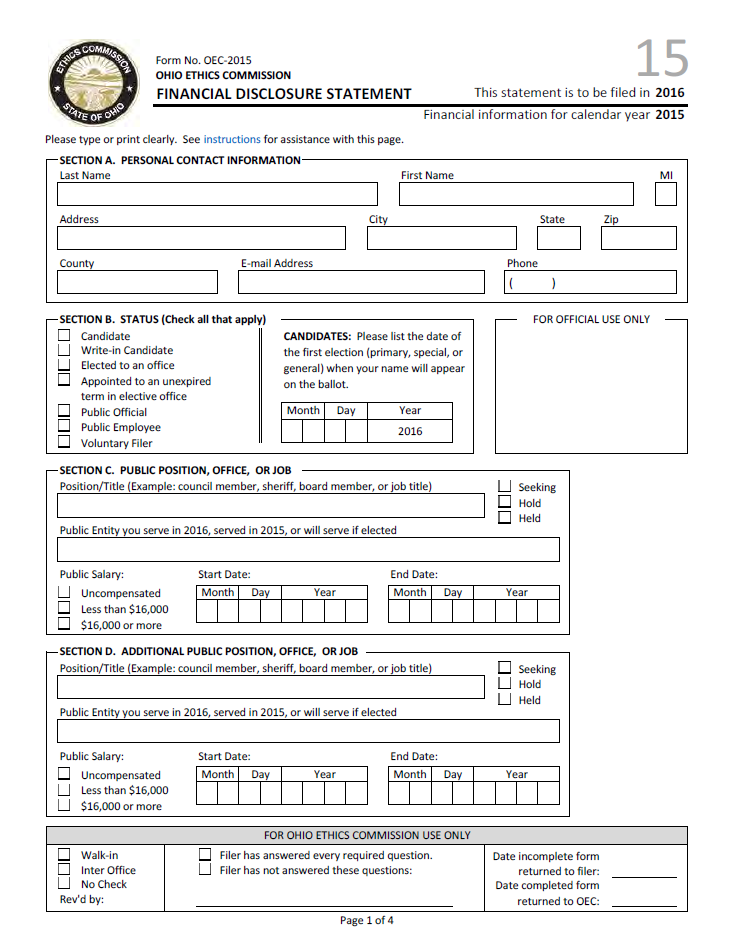 ETHICS COMMISSION
STATE OF OHIO
15
Form No. OEC-2015
OHIO ETHICS COMMISSION
FINANCIAL DISCLOSURE STATEMENT
This statement is to be filed in 2016
Financial information for calendar year 2015
Please type or print clearly. See instructions for assistance with this page.
SECTION A. PERSONAL CONTACT INFORMATION
Last Name First Name MI
Address City State Zip
County E-mail Address Phone
( )
SECTION B. STATUS (Check all that apply)
Candidate
Write-in Candidate
Elected to an office
Appointed to an unexpired
term in elective office
Public Official
Public Employee
Voluntary Filer
CANDIDATES: Please list the date of
the first election (primary, special, or
general) when your name will appear
on the ballot.
Month Day Year
2016
FOR OFFICIAL USE ONLY
SECTION C. PUBLIC POSITION, OFFICE, OR JOB
Position/Title (Example: council member, sheriff, board member, or job title)
Seeking
Hold
Held
Public Entity you serve in 2016, served in 2015, or will serve if elected
Public Salary:
Uncompensated
Less than $16,000
$16,000 or more
Start Date:
Month Day Year
End Date:
Month Day Year
SECTION D. ADDITIONAL PUBLIC POSITION, OFFICE, OR JOB
Position/Title (Example: council member, sheriff, board member, or job title)
Seeking
Hold
Held
Public Entity you serve in 2016, served in 2015, or will serve if elected
Public Salary:
Uncompensated
Less than $16,000
$16,000 or more
Start Date:
Month Day Year
End Date:
Month Day Year
FOR OHIO ETHICS COMMISSION USE ONLY
Walk-in
Inter Office
No Check
Rev'd by:
Filer has answered every required question.
Filer has not answered these questions:
Date incomplete form
returned to filer:
Date completed form
returned to OEC:
Page 1 of 4